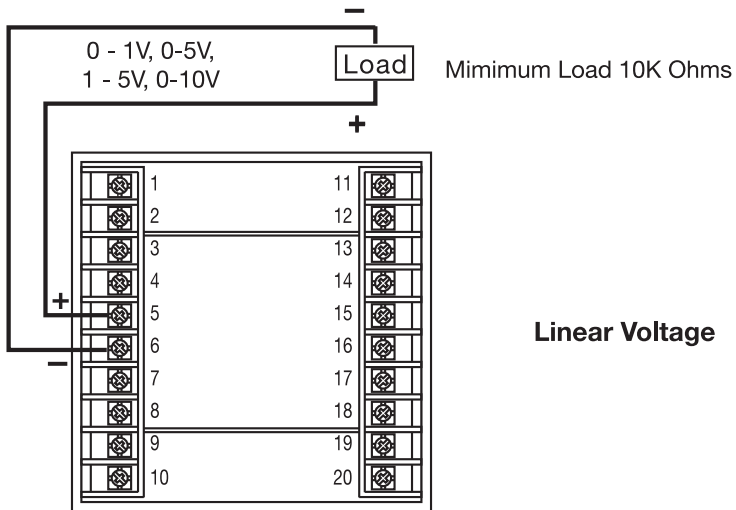 −
0 - 1V, 0-5V,
1 - 5V, 0-10V
Load
Mimimum Load 10K Ohms
+
1 11
2 12
3 13
4 14
+
5 15
6 16
−
7 17
8 18
9 19
10 20
Linear Voltage